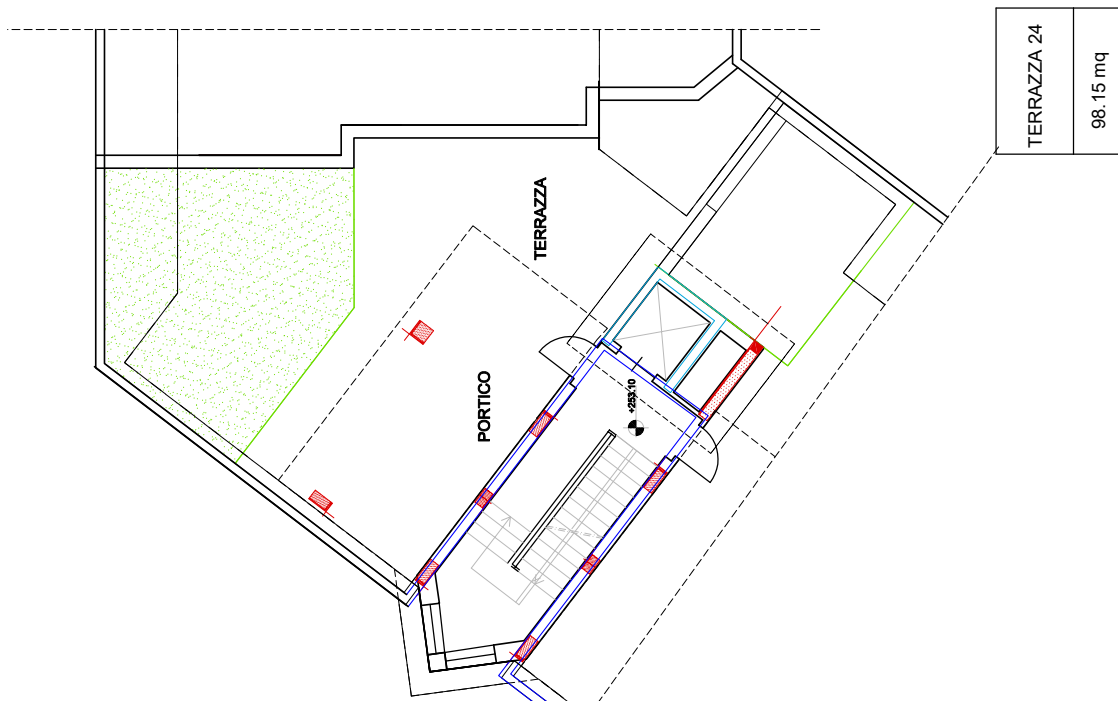 TERRAZZA 24
98.15 mq
TERRAZZA
PORTICO
+253.10